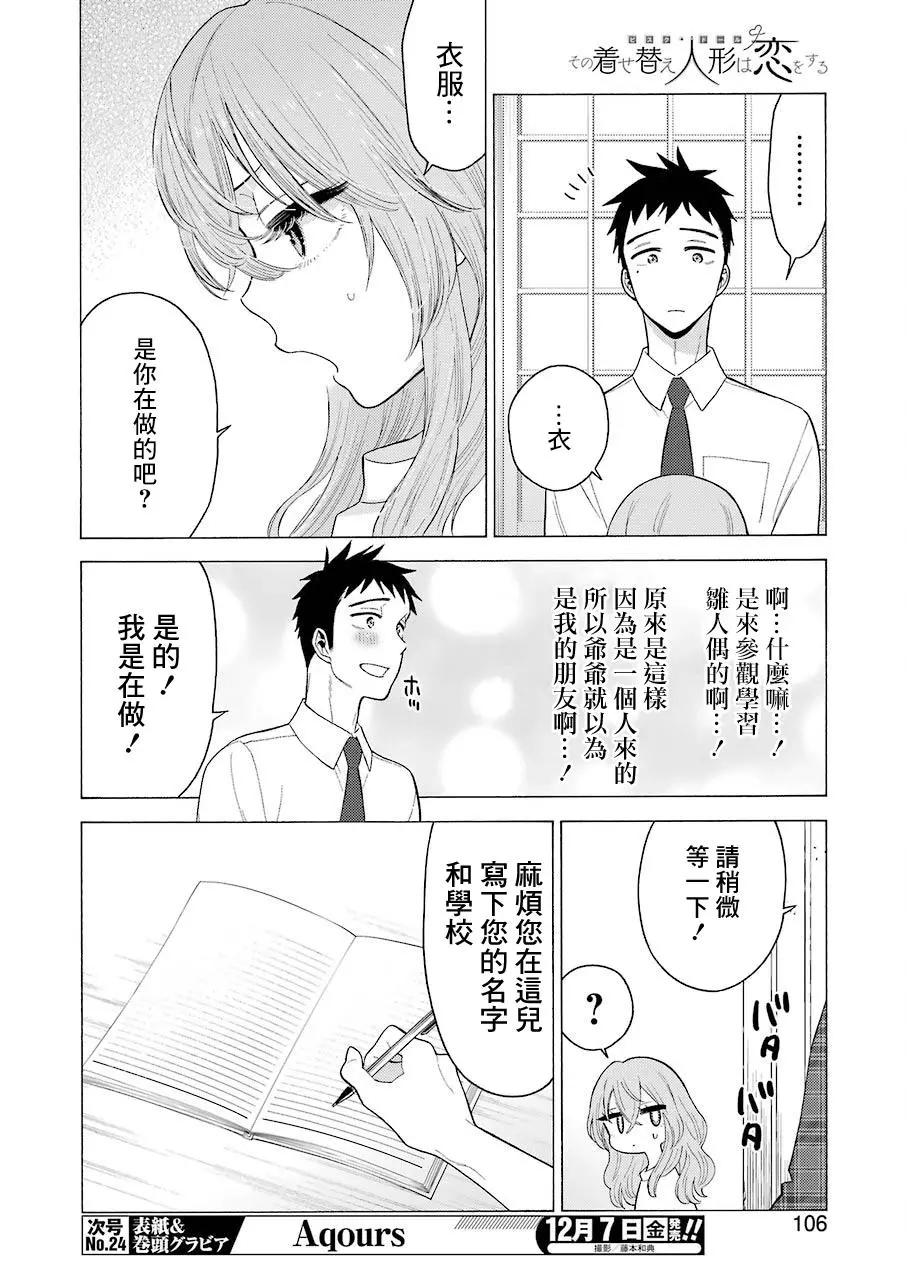 ビスク・ドール
その着せ替え人形は恋をする
………
…衣
衣服…
是你在做的吧？
啊…什麼嘛…！
是來參觀學習
雛人偶的啊…！
原來是這樣
因為是一個人來的
所以爺爺就以為
是我的朋友啊…！
ホッ
是的！
我是在做！
請稍微
等一下！
バタ
バタ
？
麻煩您在這兒
寫下您的名字
和學校
106
次号
No.24
表紙&
巻頭グラビア
Aqours
12月7日金発売!!
撮影／藤本和典